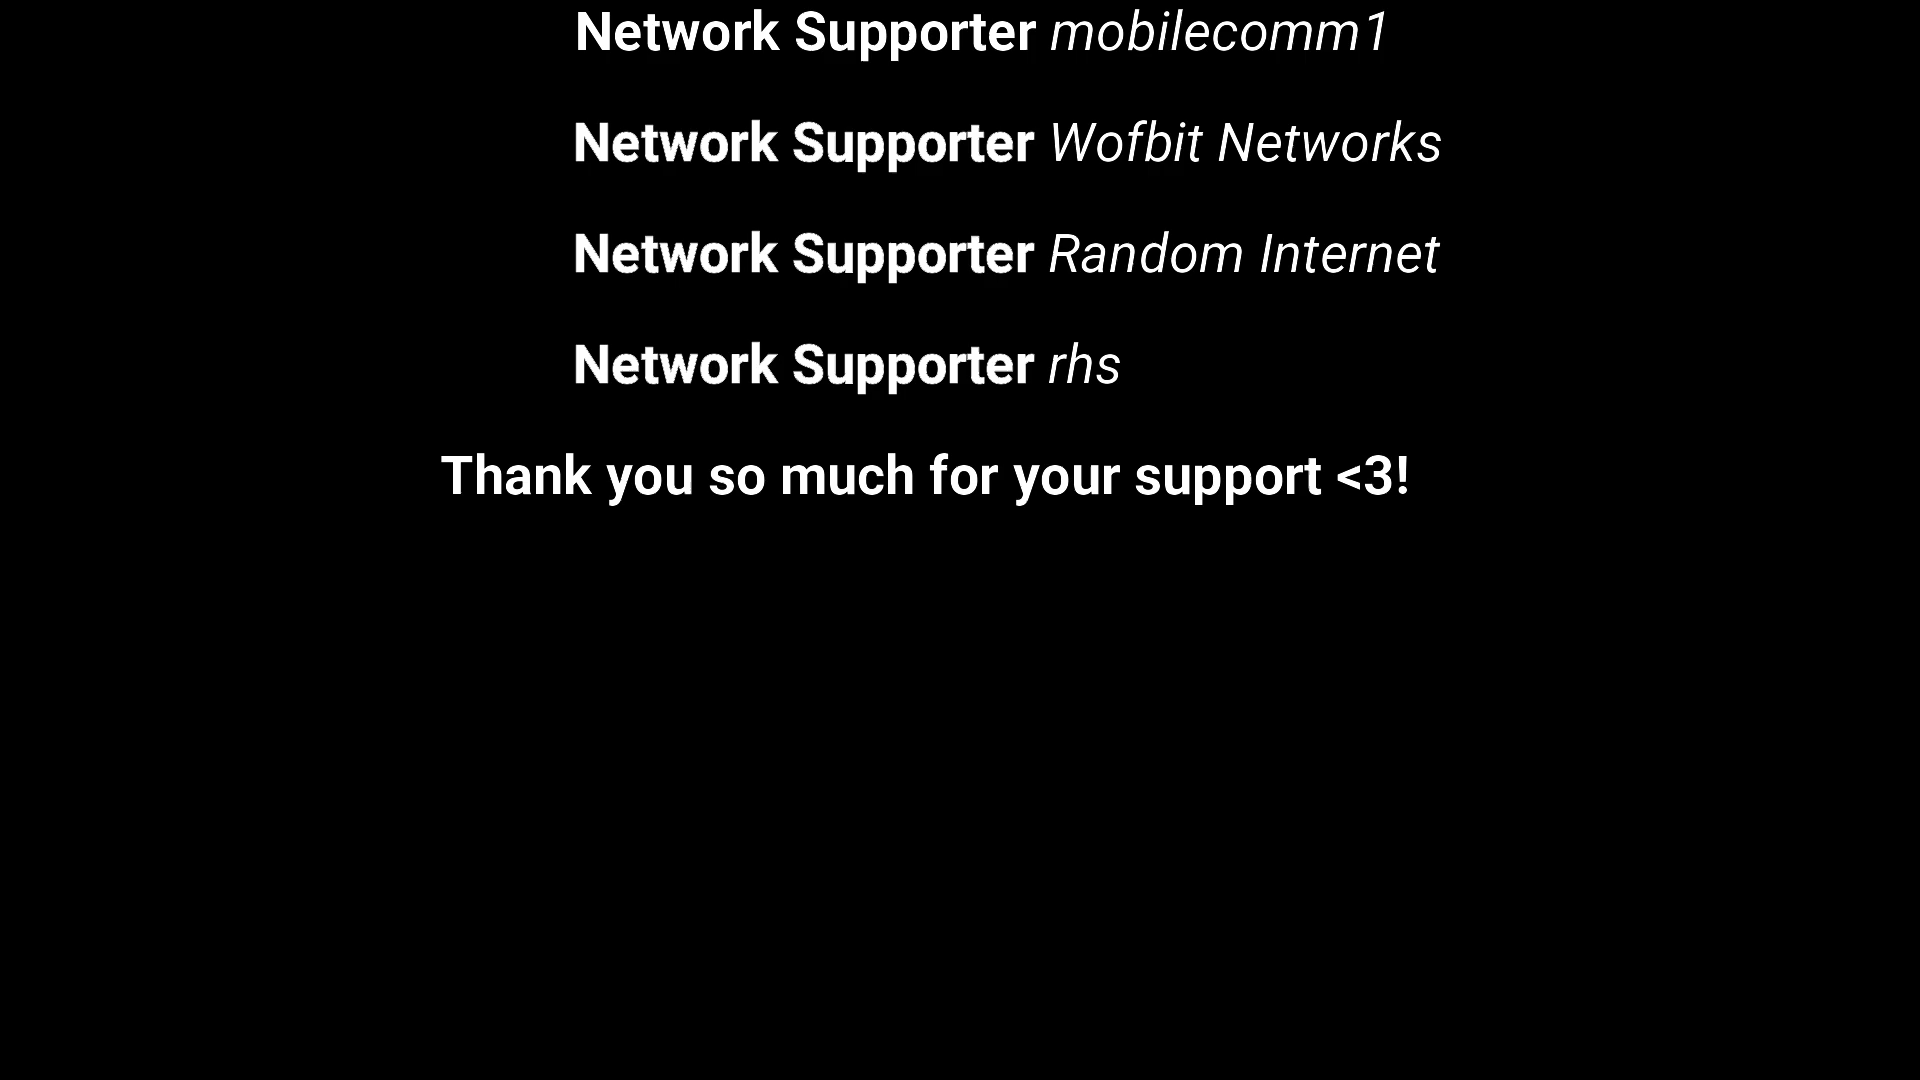 Network Supporter mobilecomm1
Network Supporter Wofbit Networks
Network Supporter Random Internet
Network Supporter rhs
Thank you so much for your support <3!